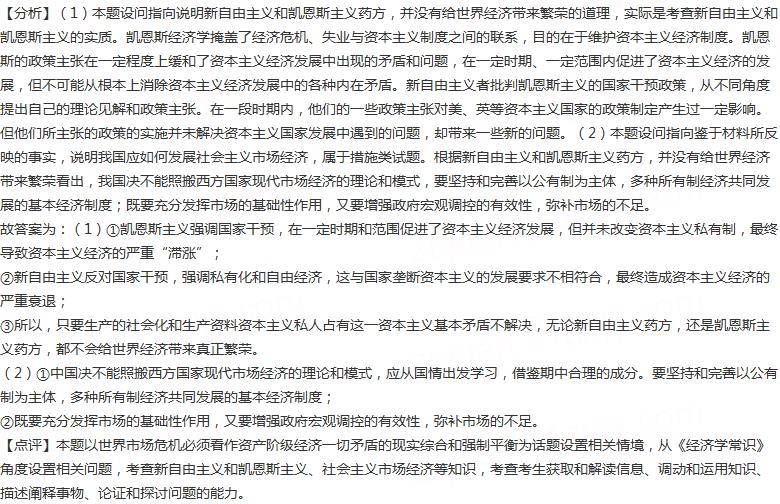 【分析】（1）本题设问指向说明新自由主义和凯恩斯主义药方，并没有给世界经济带来繁荣的道理，实际是考查新自由主义和
凯恩斯主义的实质。凯恩斯经济学掩盖了经济危机、失业与资本主义制度之间的联系，目的在于维护资本主义经济制度。凯恩
斯的政策主张在一定程度上缓和了资本主义经济发展中出现的矛盾和问题，在一定时期、一定范围内促进了资本主义经济的发
展，但不可能从根本上消除资本主义经济发展中的各种内在矛盾。新自由主义者批判凯恩斯主义的国家干预政策，从不同角度
提出自己的理论见解和政策主张。在一段时期内，他们的一些政策主张对美、英等资本主义国家的政策制定产生过一定影响。
但他们所主张的政策的实施并未解决资本主义国家发展中遇到的问题，却带来一些新的问题。（2）本题设问指向鉴于材料所反
映的事实，说明我国应如何发展社会主义市场经济，属于措施类试题。根据新自由主义和凯恩斯主义药方，并没有给世界经济
带来繁荣看出，我国决不能照搬西方国家现代市场经济的理论和模式，要坚持和完善以公有制为主体，多种所有制经济共同发
展的基本经济制度；既要充分发挥市场的基础性作用，又要增强政府宏观调控的有效性，弥补市场的不足。
故答案为：（1）①凯恩斯主义强调国家干预，在一定时期和范围促进了资本主义经济发展，但并未改变资本主义私有制，最终
导致资本主义经济的严重“滞涨”；
②新自由主义反对国家干预，强调私有化和自由经济，这与国家垄断资本主义的发展要求不相符合，最终造成资本主义经济的
严重衰退；
③所以，只要生产的社会化和生产资料资本主义私人占有这一资本主义基本矛盾不解决，无论新自由主义药方，还是凯恩斯主
义药方，都不会给世界经济带来真正繁荣。
（2）①中国决不能照搬西方国家现代市场经济的理论和模式，应从国情出发学习，借鉴期中合理的成分。要坚持和完善以公有
制为主体，多种所有制经济共同发展的基本经济制度；
②既要充分发挥市场的基础性作用，又要增强政府宏观调控的有效性，弥补市场的不足。
【点评】本题以世界市场危机必须看作资产阶级经济一切矛盾的现实综合和强制平衡为话题设置相关情境，从《经济学常识》
角度设置相关问题，考查新自由主义和凯恩斯主义、社会主义市场经济等知识，考查考生获取和解读信息、调动和运用知识、
描述阐释事物、论证和探讨问题的能力。